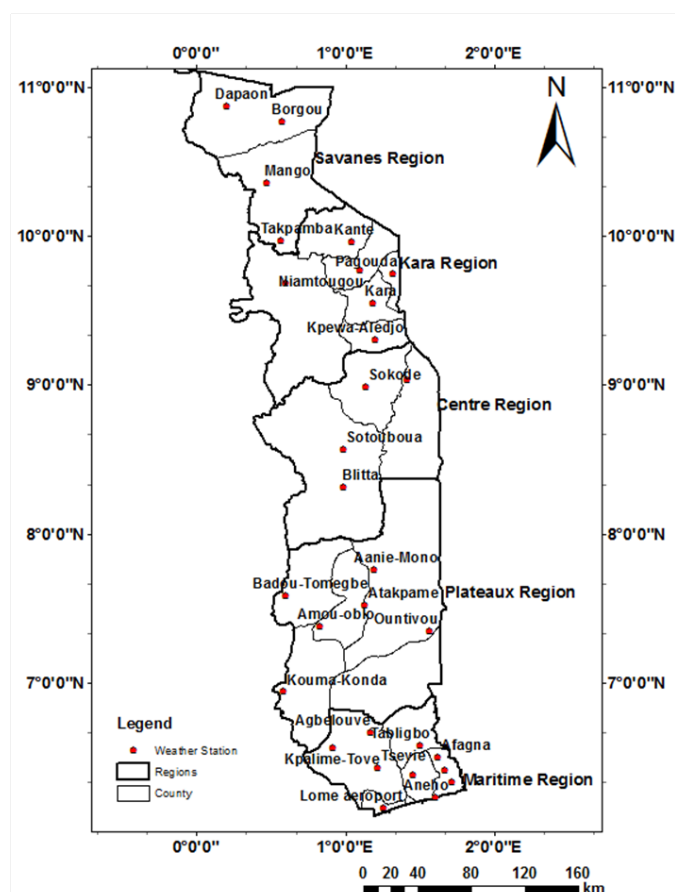 0°0'0" 1°0'0"E 2°0'0"E
N
11°0'0"N 11°0'0"N
Dapaon
Borgou
Savanes Region
Mango
10°0'0"N 10°0'0"N
Takpamba Kante
Pagouda Kara Region
Niamtougou
Kara
Kpewa-Aledjo
9°0'0"N 9°0'0"N
Sokode
Centre Region
Sotouboua
Blitta
8°0'0"N 8°0'0"N
Aanie-Mono
Badou-Tomegbe
Atakpame Plateaux Region
Amou-oblo
Ountivou
7°0'0"N 7°0'0"N
Kouma-Konda
Agbelouve
Tabligbo
Afagna
Kpalime-Tove Tsevie
Aneho Maritime Region
Lome aeroport
Legend
Weather Station
Regions
County
0°0'0" 1°0'0"E 2°0'0"E
0 20 40 80 120 160
km